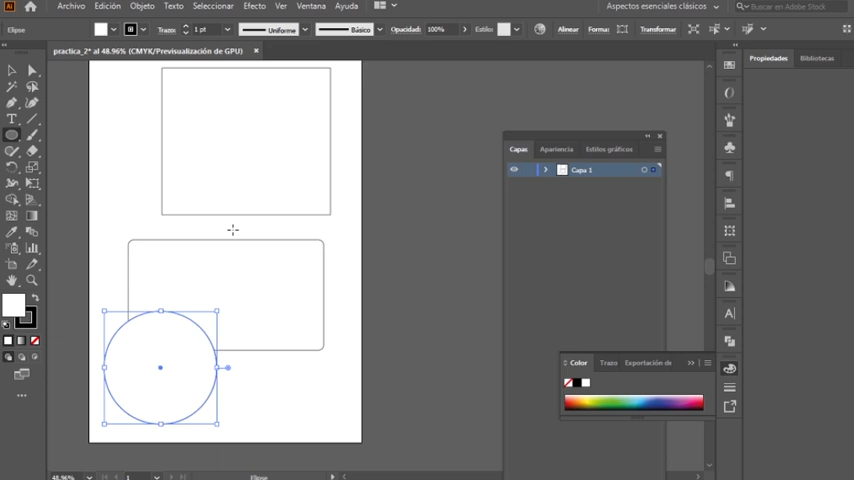 Ai Archivo Edición Objeto Texto Seleccionar Efecto Ver Ventana Ayuda Aspectos esenciales clásicos Buscar en Adobe Stock
Elipse Trazo: 1 pt Uniforme Básico Opacidad: 100% Estilo: Alinear Forma: Transformar
practica_2* al 48.96% (CMYK/Previsualización de GPU) ×
Propiedades Bibliotecas
Capas Apariencia Estilos gráficos
Capa 1
Color Trazo Exportación de
48.96% 1 Elipse